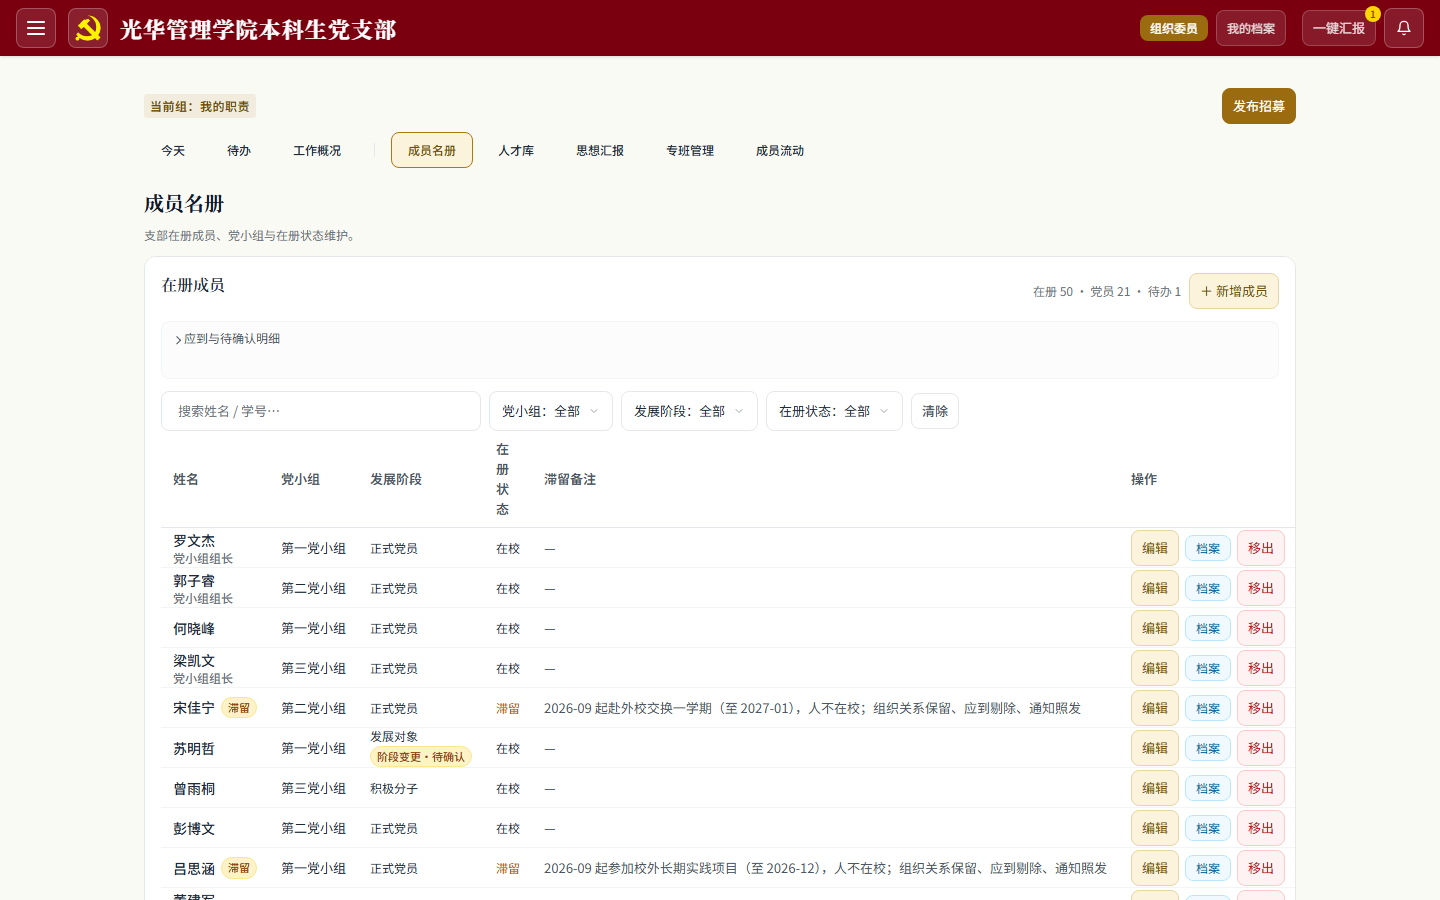 光华管理学院本科生党支部
组织委员
我的档案
一键汇报
1
当前组：我的职责
发布招募
今天 待办 工作概况 成员名册 人才库 思想汇报 专班管理 成员流动
成员名册
支部在册成员、党小组与在册状态维护。
在册成员
在册 50 · 党员 21 · 待办 1
＋ 新增成员
应到与待确认明细
搜索姓名 / 学号…
党小组：全部
发展阶段：全部
在册状态：全部
清除
姓名 党小组 发展阶段 在册状态 滞留备注 操作
罗文杰 党小组组长 第一党小组 正式党员 在校 — 编辑 档案 移出
郭子睿 党小组组长 第二党小组 正式党员 在校 — 编辑 档案 移出
何晓峰 第一党小组 正式党员 在校 — 编辑 档案 移出
梁凯文 党小组组长 第三党小组 正式党员 在校 — 编辑 档案 移出
宋佳宁 滞留 第二党小组 正式党员 滞留 2026-09 起赴外校交换一学期（至 2027-01），人不在校；组织关系保留、应到剔除、通知照发 编辑 档案 移出
苏明哲 第一党小组 发展对象 阶段变更·待确认 在校 — 编辑 档案 移出
曾雨桐 第三党小组 积极分子 在校 — 编辑 档案 移出
彭博文 第二党小组 正式党员 在校 — 编辑 档案 移出
吕思涵 滞留 第一党小组 正式党员 滞留 2026-09 起参加校外长期实践项目（至 2026-12），人不在校；组织关系保留、应到剔除、通知照发 编辑 档案 移出